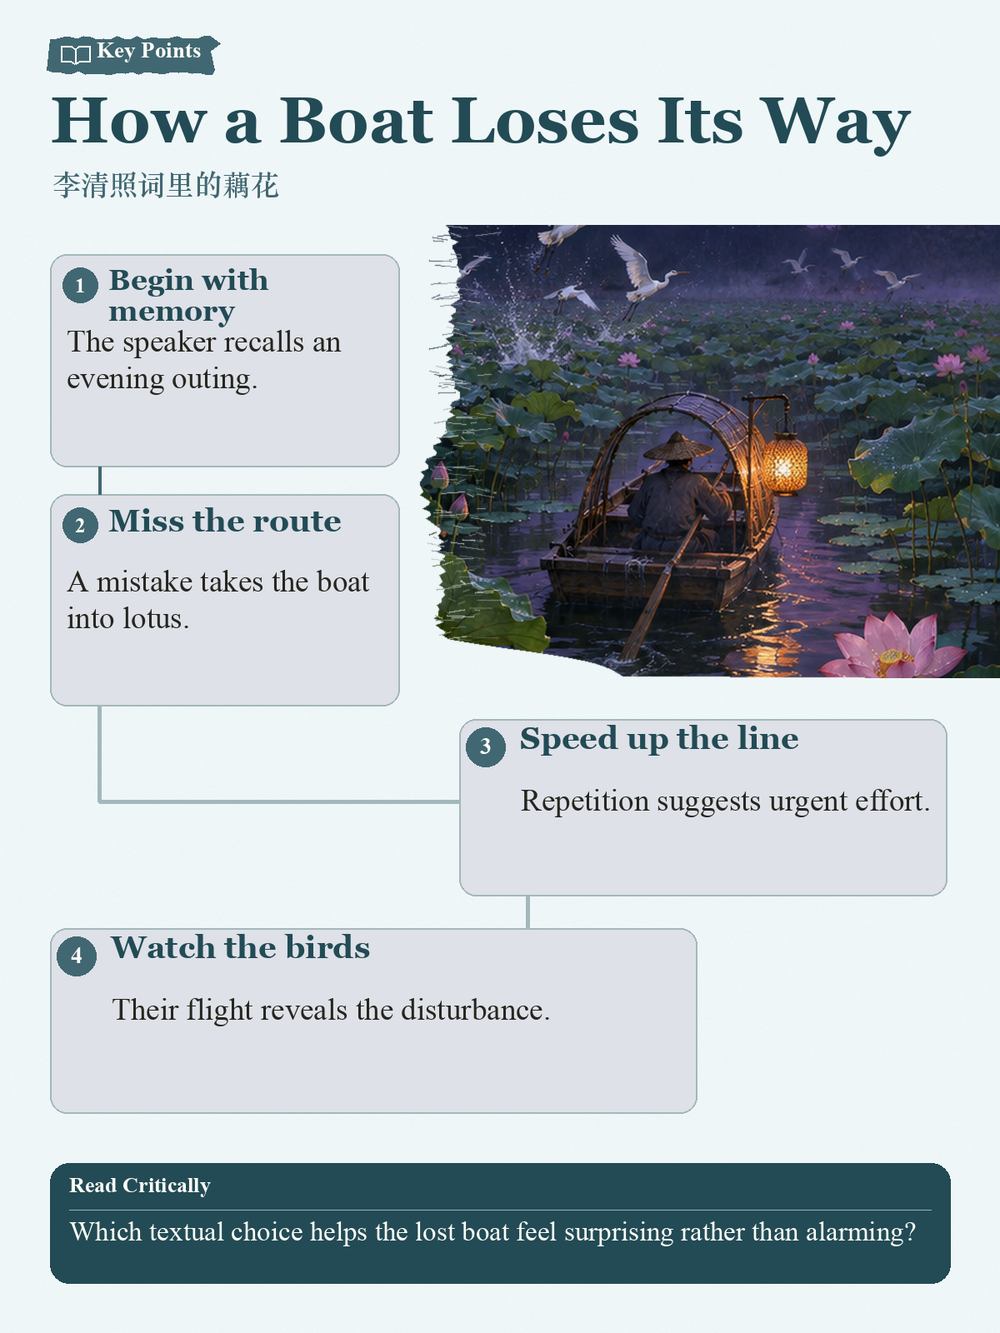 Key Points
How a Boat Loses Its Way
李清照词里的藕花
1
Begin with
memory
The speaker recalls an
evening outing.
2
Miss the route
A mistake takes the boat
into lotus.
3
Speed up the line
Repetition suggests urgent effort.
4
Watch the birds
Their flight reveals the disturbance.
Read Critically
Which textual choice helps the lost boat feel surprising rather than alarming?